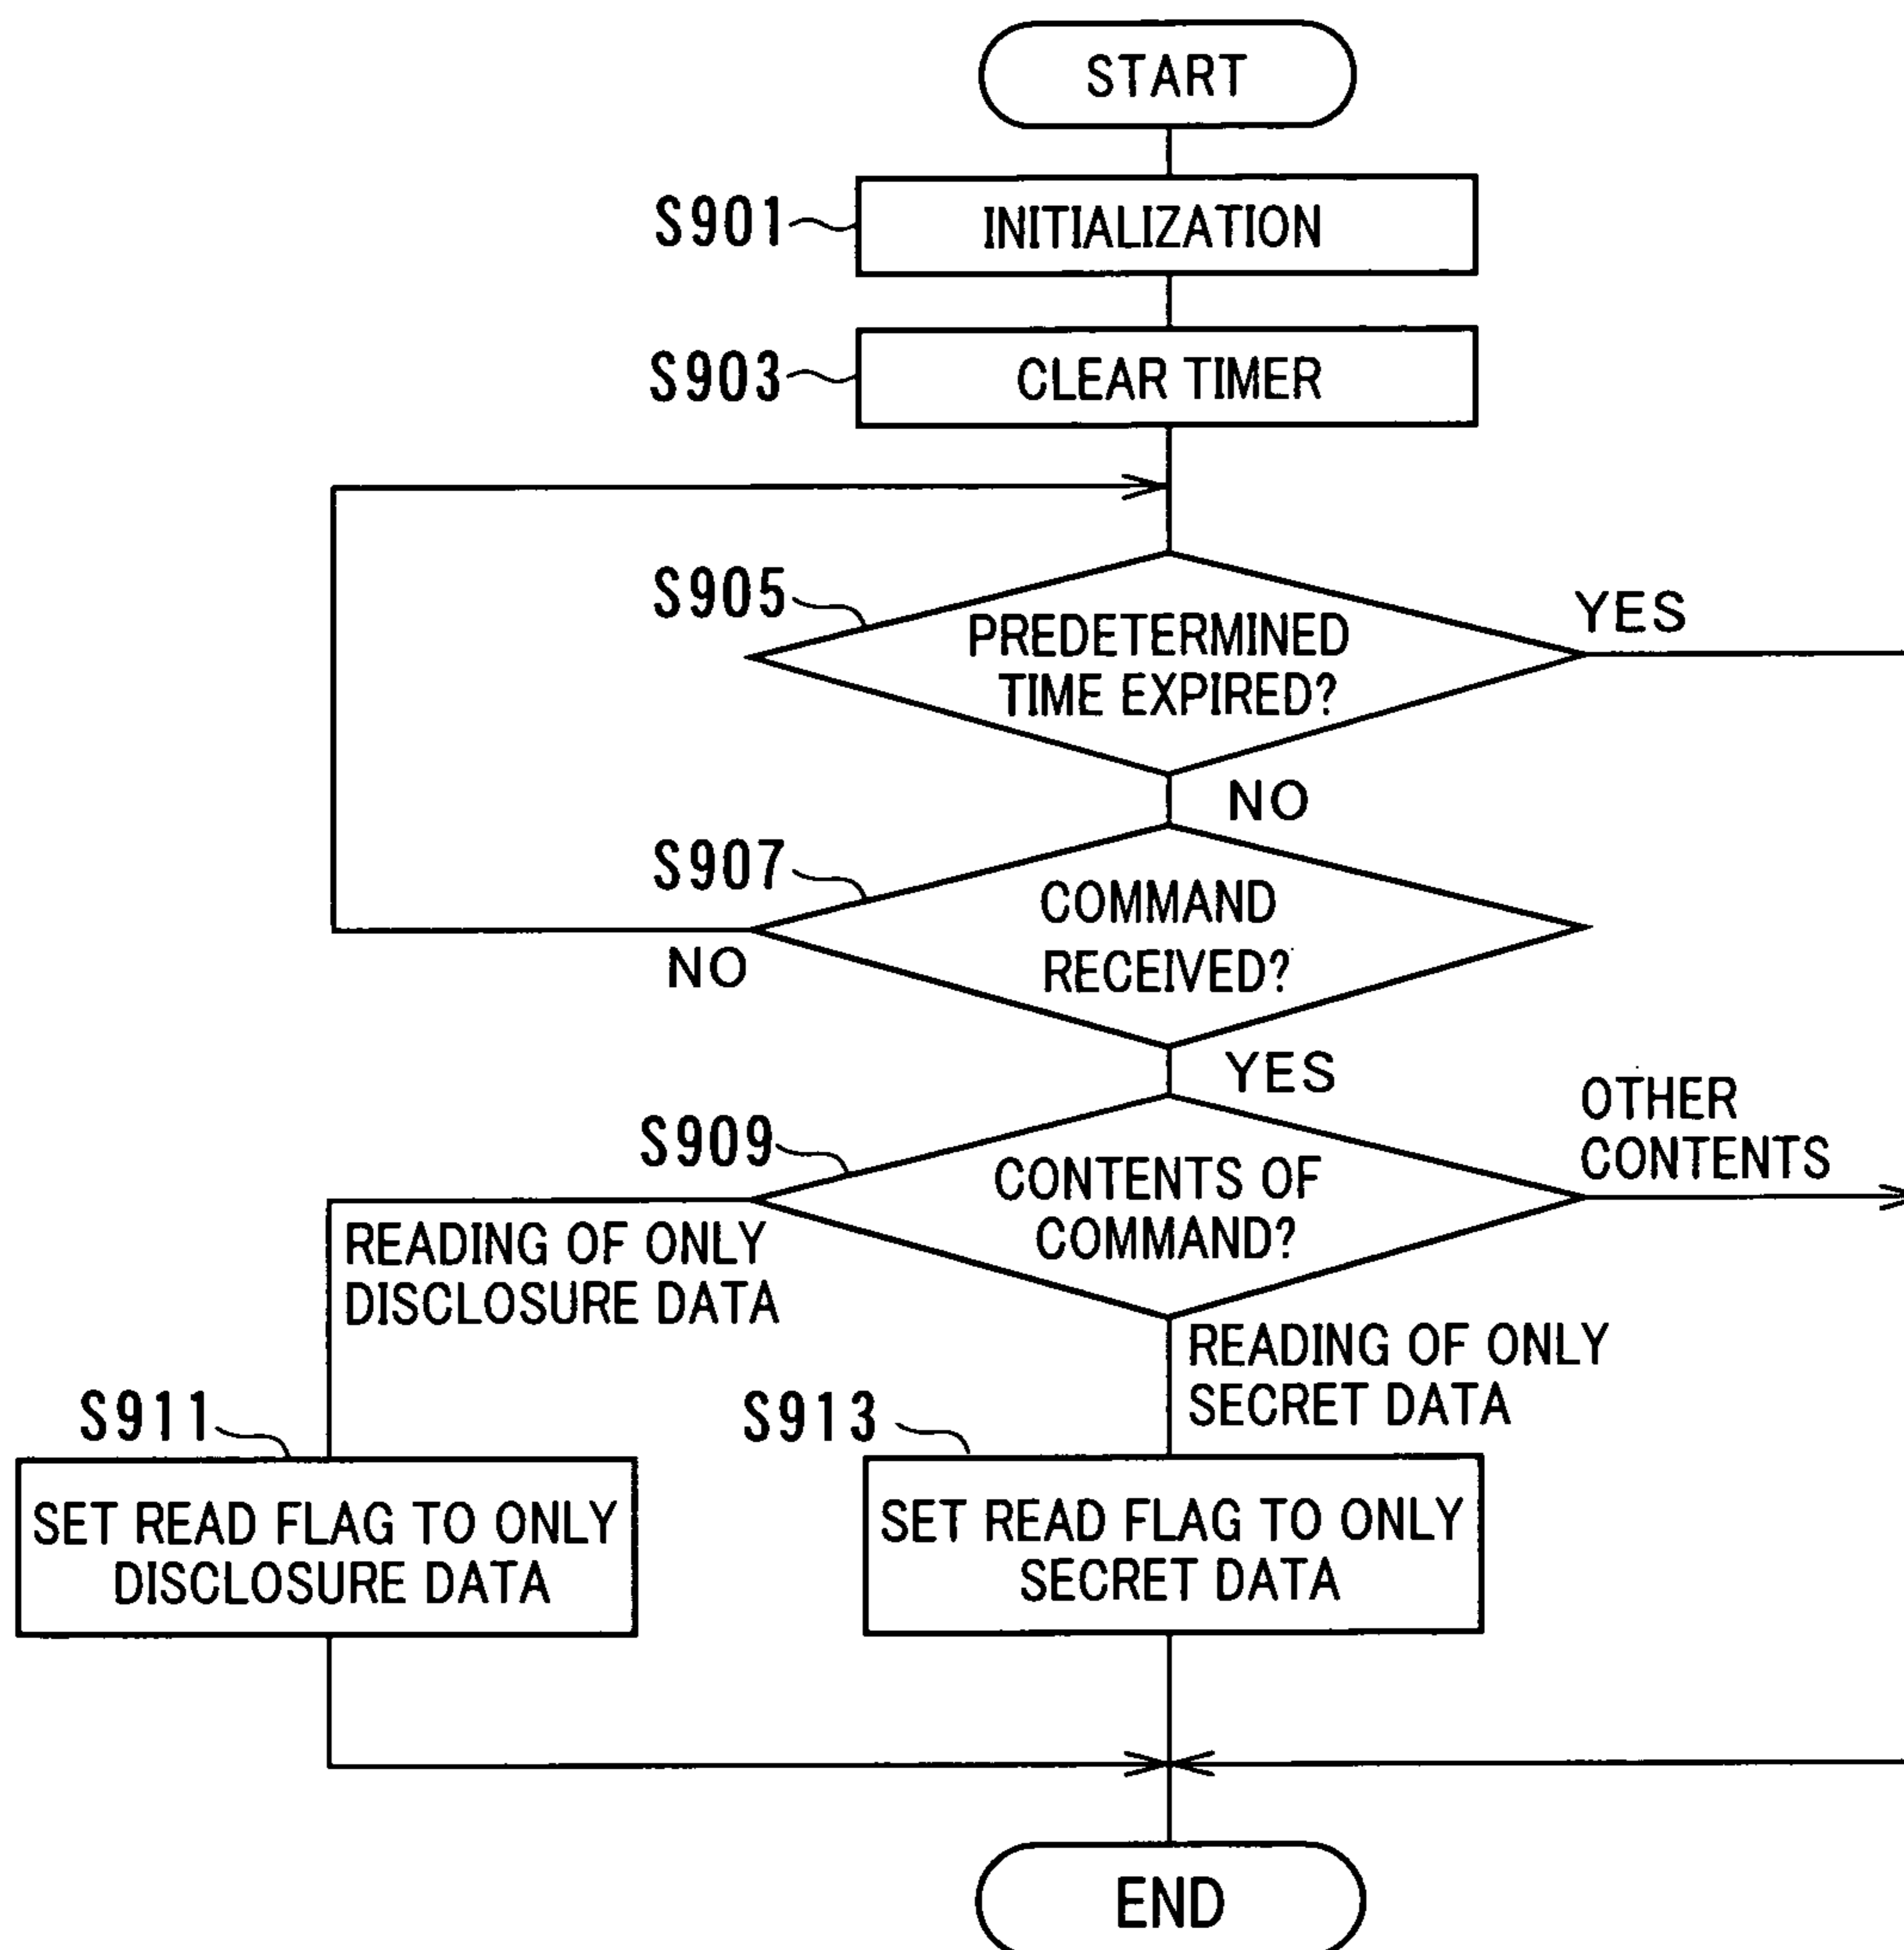 START
S901
INITIALIZATION
S903
CLEAR TIMER
S905
PREDETERMINED
TIME EXPIRED?
YES
NO
S907
COMMAND
RECEIVED?
NO
YES
S909
CONTENTS OF
COMMAND?
OTHER
CONTENTS
READING OF ONLY
DISCLOSURE DATA
READING OF ONLY
SECRET DATA
S911
SET READ FLAG TO ONLY
DISCLOSURE DATA
S913
SET READ FLAG TO ONLY
SECRET DATA
END